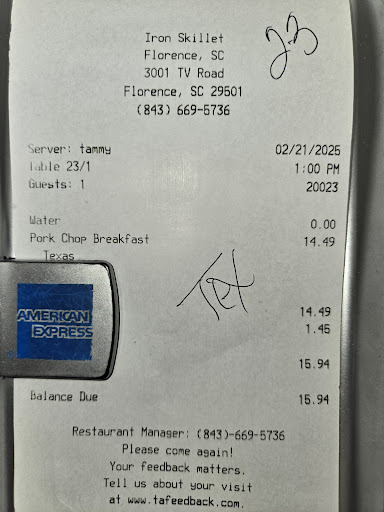 Iron Skillet
Florence, SC
3001 TV Road
Florence, SC 29501
(843) 669-5736
23
Server: tammy 02/21/2025
Table 23/1 1:00 PM
Guests: 1 20023
Water 0.00
Pork Chop Breakfast 14.49
Texas
14.49
1.45
AMERICAN
EXPRESS
15.94
Balance Due 15.94
Restaurant Manager: (843)-669-5736
Please come again!
Your feedback matters.
Tell us about your visit
at www.tafeedback.com.